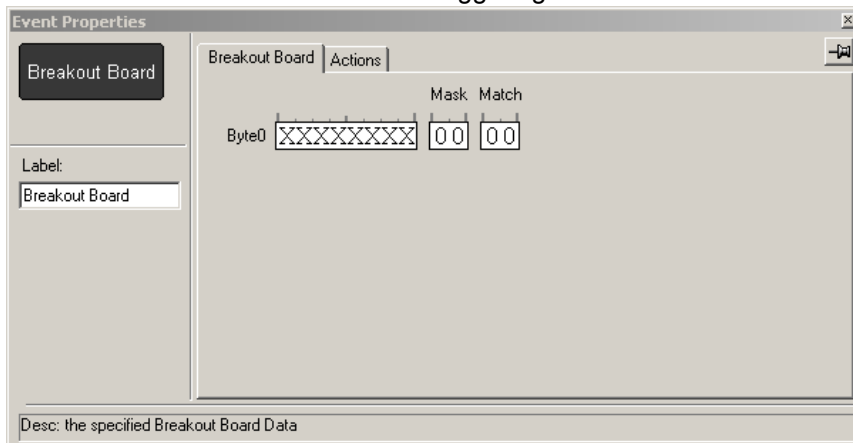 Event Properties
Breakout Board
Label:
Breakout Board
Breakout Board Actions
Mask Match
Byte0 XXXXXXXX 00 00
Desc: the specified Breakout Board Data